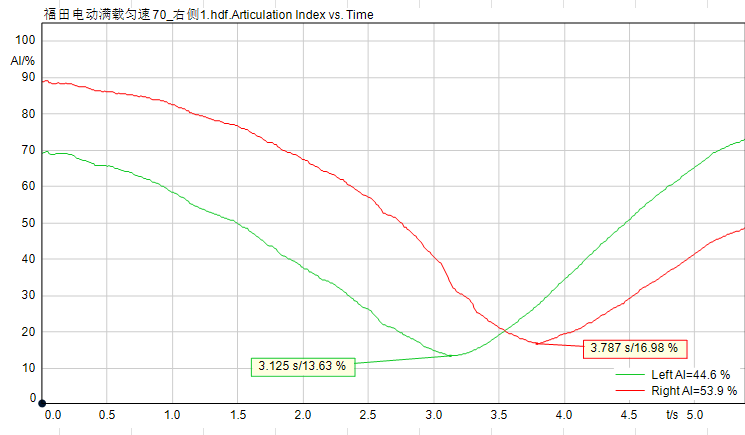 福田电动满载匀速70_右侧1.hdf.Articulation Index vs. Time
100
AI/%
90
80
70
60
50
40
30
20
10
0
3.125 s/13.63 %
3.787 s/16.98 %
Left AI=44.6 %
Right AI=53.9 %
0.0 0.5 1.0 1.5 2.0 2.5 3.0 3.5 4.0 4.5 t/s 5.0